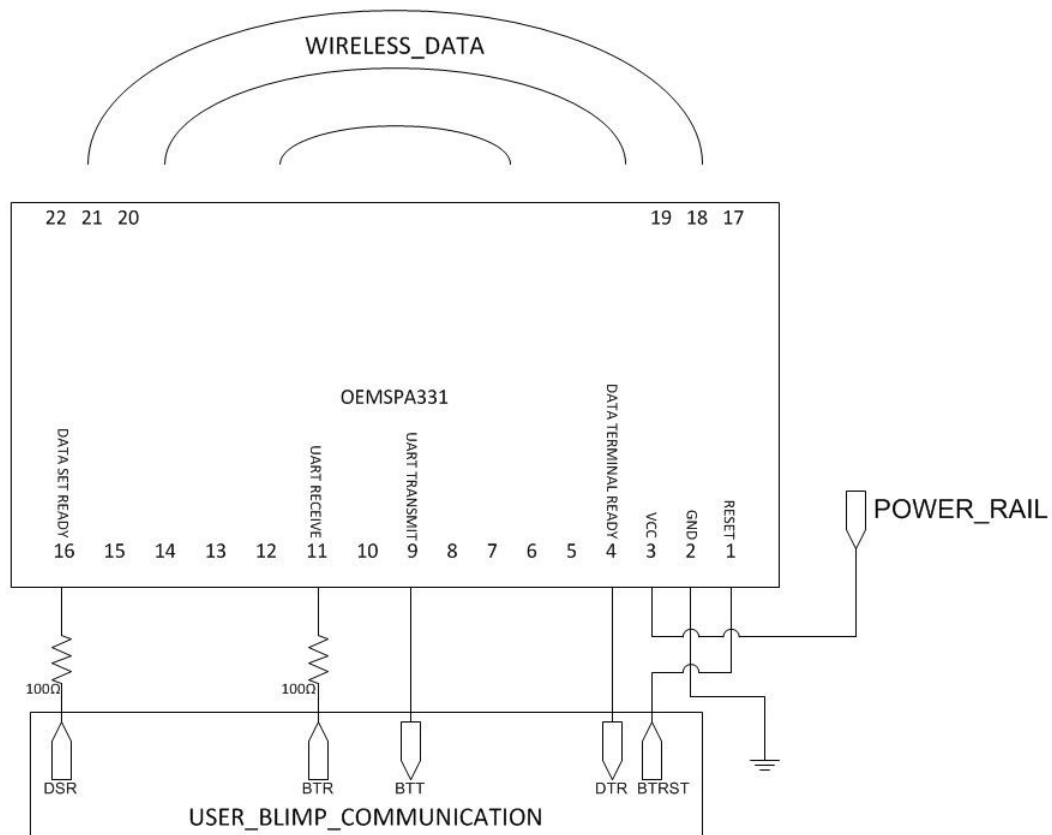 WIRELESS_DATA
22 21 20 19 18 17
OEMSPA331
DATA SET READY
UART RECEIVE
UART TRANSMIT
DATA TERMINAL READY
VCC
GND
RESET
16 15 14 13 12 11 10 9 8 7 6 5 4 3 2 1
POWER_RAIL
100Ω 100Ω
DSR BTR BTT DTR BTRST
USER_BLIMP_COMMUNICATION